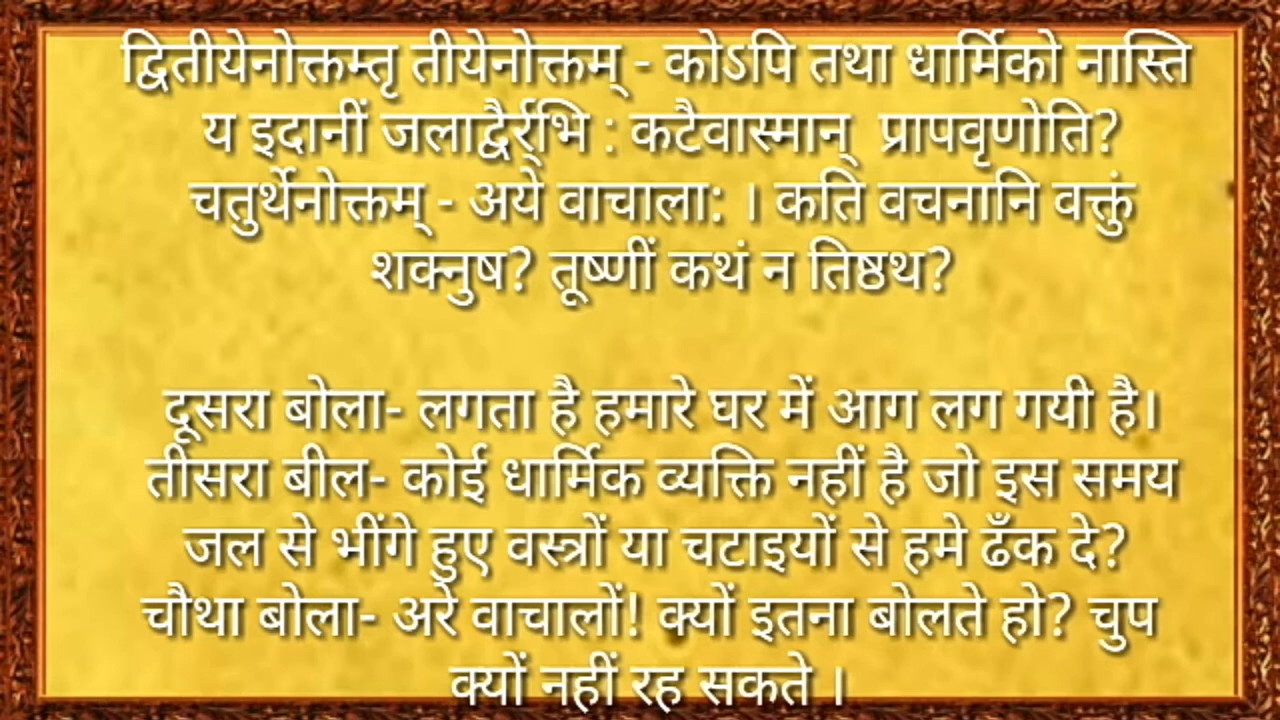 द्वितीयेनोक्तम्तृ तीयेनोक्तम् - कोऽपि तथा धार्मिको नास्ति
य इदानीं जलाद्वैर्र्भि : कटैवास्मान् प्रापवृणोति?
चतुर्थेनोक्तम् - अये वाचाला: । कति वचनानि वक्तुं
शक्नुष? तूष्णीं कथं न तिष्ठथ?
दूसरा बोला- लगता है हमारे घर में आग लग गयी है।
तीसरा बील- कोई धार्मिक व्यक्ति नहीं है जो इस समय
जल से भींगे हुए वस्त्रों या चटाइयों से हमे ढँक दे?
चौथा बोला- अरे वाचालों! क्यों इतना बोलते हो? चुप
क्यों नहीं रह सकते ।